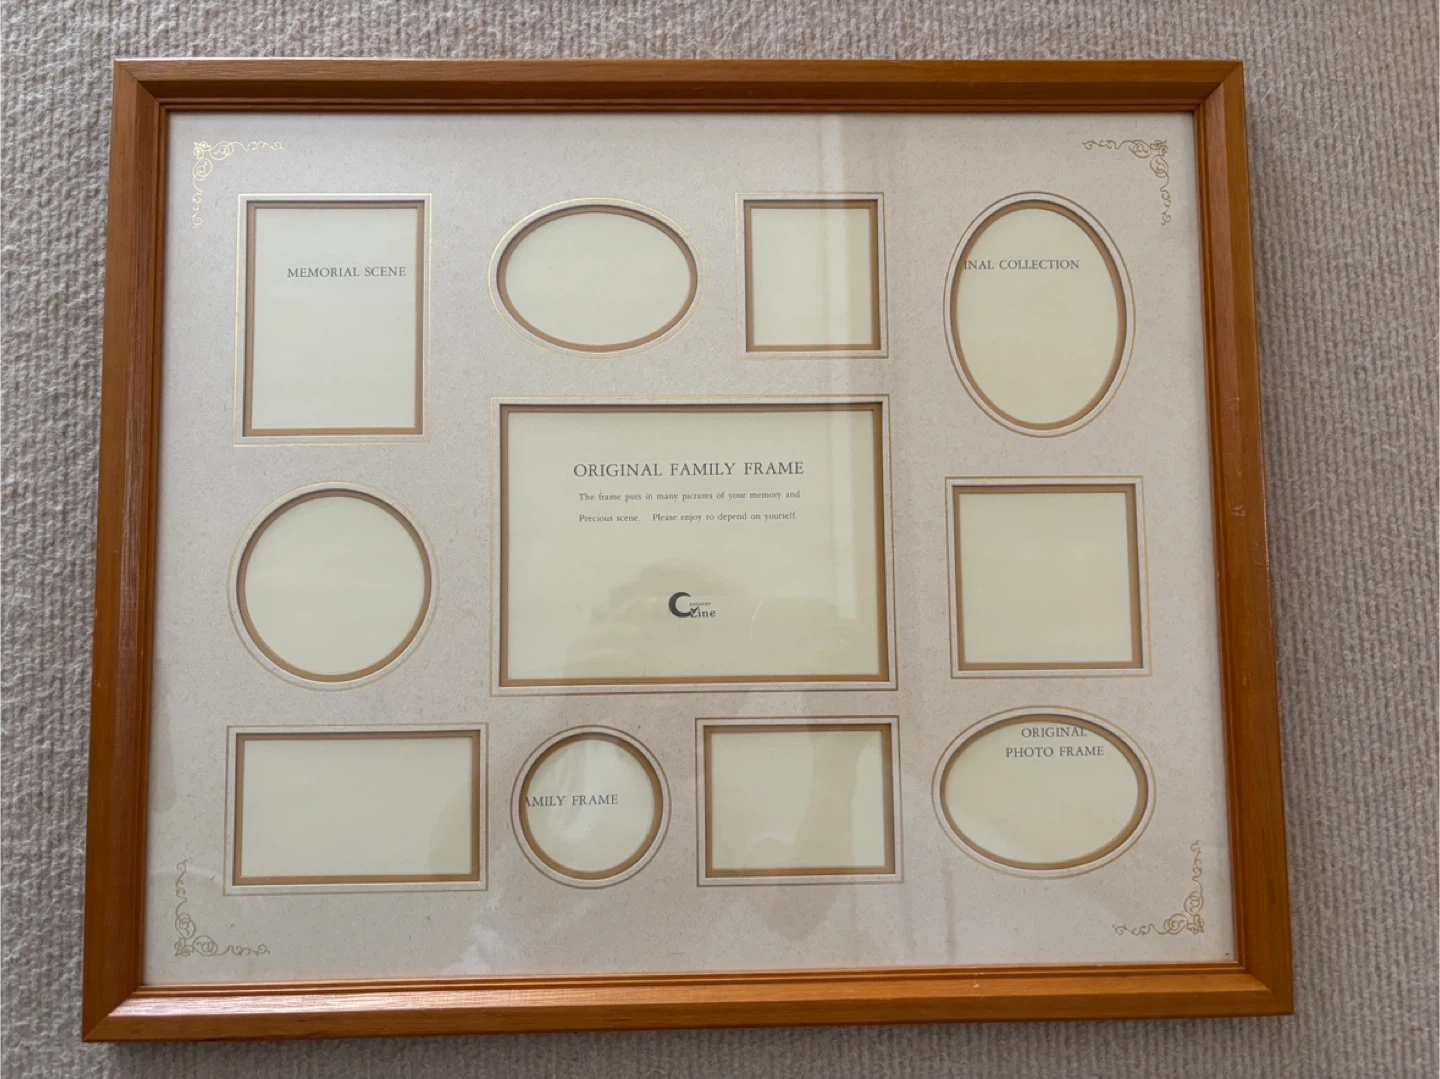 MEMORIAL SCENE
INAL COLLECTION
ORIGINAL FAMILY FRAME
The frame puts in many pictures of your memory and
Precious scene. Please enjoy to depend on yourself.
Line
AMILY FRAME
ORIGINAL
PHOTO FRAME